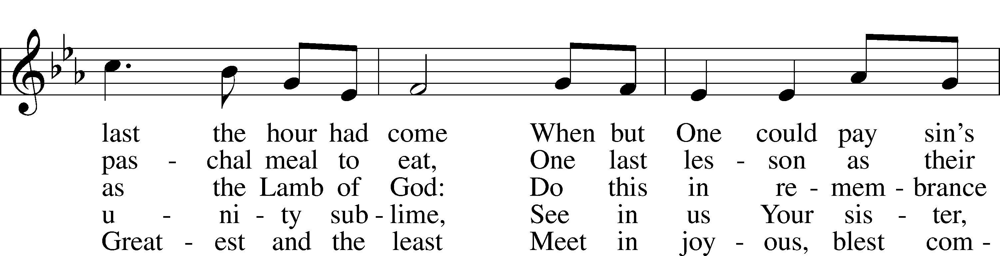 last the hour had come When but One could pay sin’s
pas - chal meal to eat, One last les - son as their
as the Lamb of God: Do this in re - mem - brance
u - ni - ty sub - lime, See in us Your sis - ter,
Great - est and the least Meet in joy - ous, blest com -